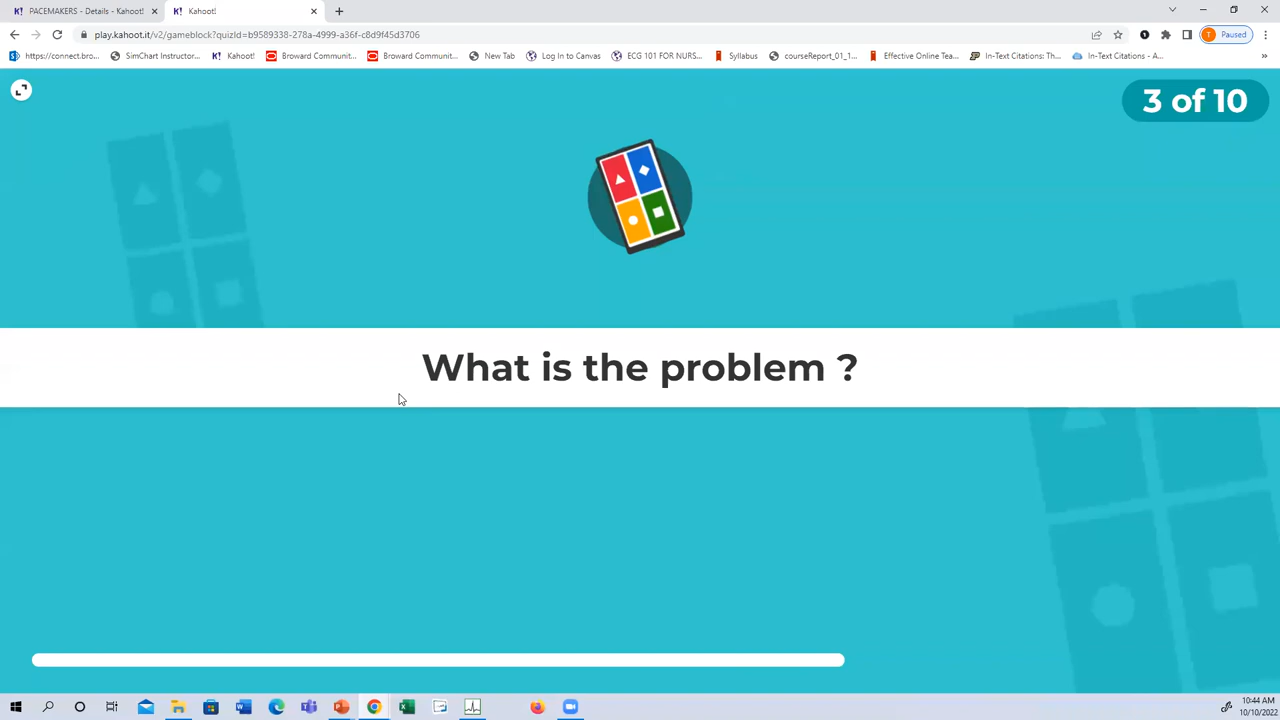 PACEMAKERS - Details - Kahoot!
K! Kahoot!
play.kahoot.it/v2/gameblock?quizId=b9589338-278a-4999-a36f-c8d9f45d3706
T Paused
https://connect.bro... SimChart Instructor... K! Kahoot! Broward Communit... Broward Communit... New Tab Log In to Canvas ECG 101 FOR NURS... Syllabus courseReport_01_1... Effective Online Tea... In-Text Citations: Th... In-Text Citations - A... »
3 of 10
What is the problem ?
10:44 AM
10/10/2022